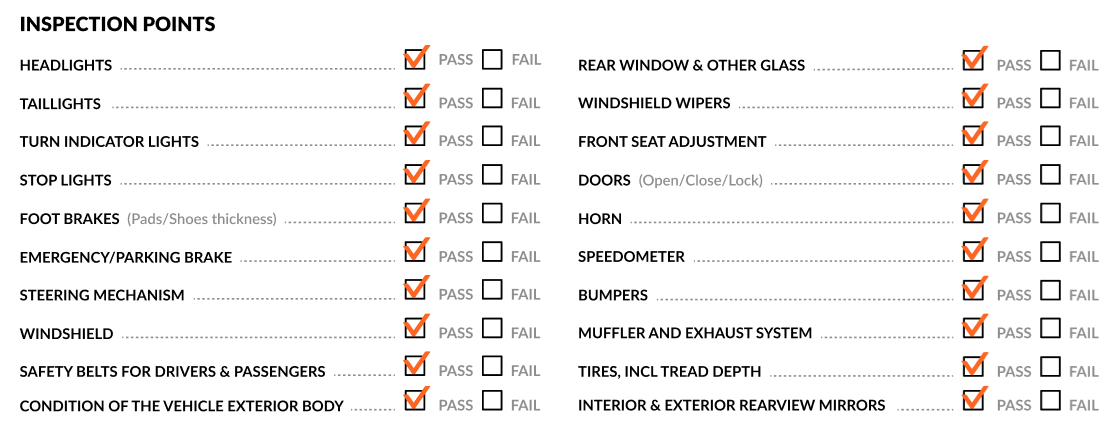 INSPECTION POINTS
HEADLIGHTS PASS FAIL
TAILLIGHTS PASS FAIL
TURN INDICATOR LIGHTS PASS FAIL
STOP LIGHTS PASS FAIL
FOOT BRAKES (Pads/Shoes thickness) PASS FAIL
EMERGENCY/PARKING BRAKE PASS FAIL
STEERING MECHANISM PASS FAIL
WINDSHIELD PASS FAIL
SAFETY BELTS FOR DRIVERS & PASSENGERS PASS FAIL
CONDITION OF THE VEHICLE EXTERIOR BODY PASS FAIL
REAR WINDOW & OTHER GLASS PASS FAIL
WINDSHIELD WIPERS PASS FAIL
FRONT SEAT ADJUSTMENT PASS FAIL
DOORS (Open/Close/Lock) PASS FAIL
HORN PASS FAIL
SPEEDOMETER PASS FAIL
BUMPERS PASS FAIL
MUFFLER AND EXHAUST SYSTEM PASS FAIL
TIRES, INCL TREAD DEPTH PASS FAIL
INTERIOR & EXTERIOR REARVIEW MIRRORS PASS FAIL